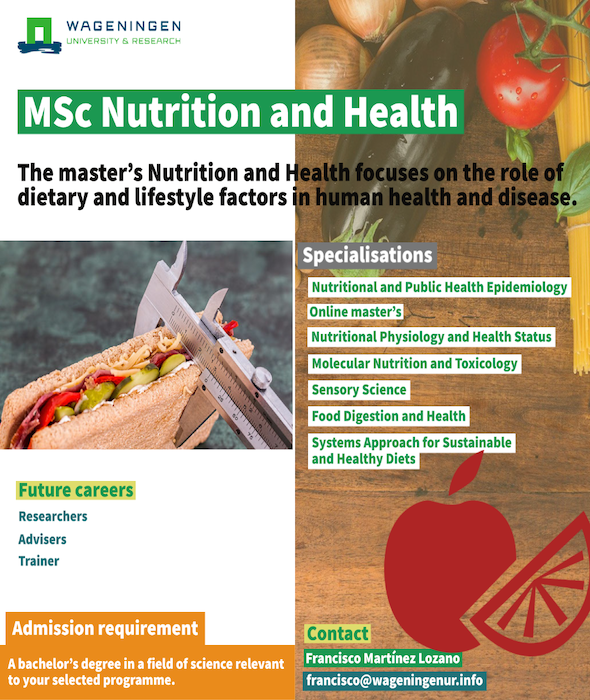 WAGENINGEN
UNIVERSITY & RESEARCH
MSc Nutrition and Health
The master's Nutrition and Health focuses on the role of
dietary and lifestyle factors in human health and disease.
Specialisations
Nutritional and Public Health Epidemiology
Online master's
Nutritional Physiology and Health Status
Molecular Nutrition and Toxicology
Sensory Science
Food Digestion and Health
Systems Approach for Sustainable
and Healthy Diets
Future careers
Researchers
Advisers
Trainer
Admission requirement
A bachelor's degree in a field of science relevant
to your selected programme.
Contact
Francisco Martínez Lozano
francisco@wageningenur.info